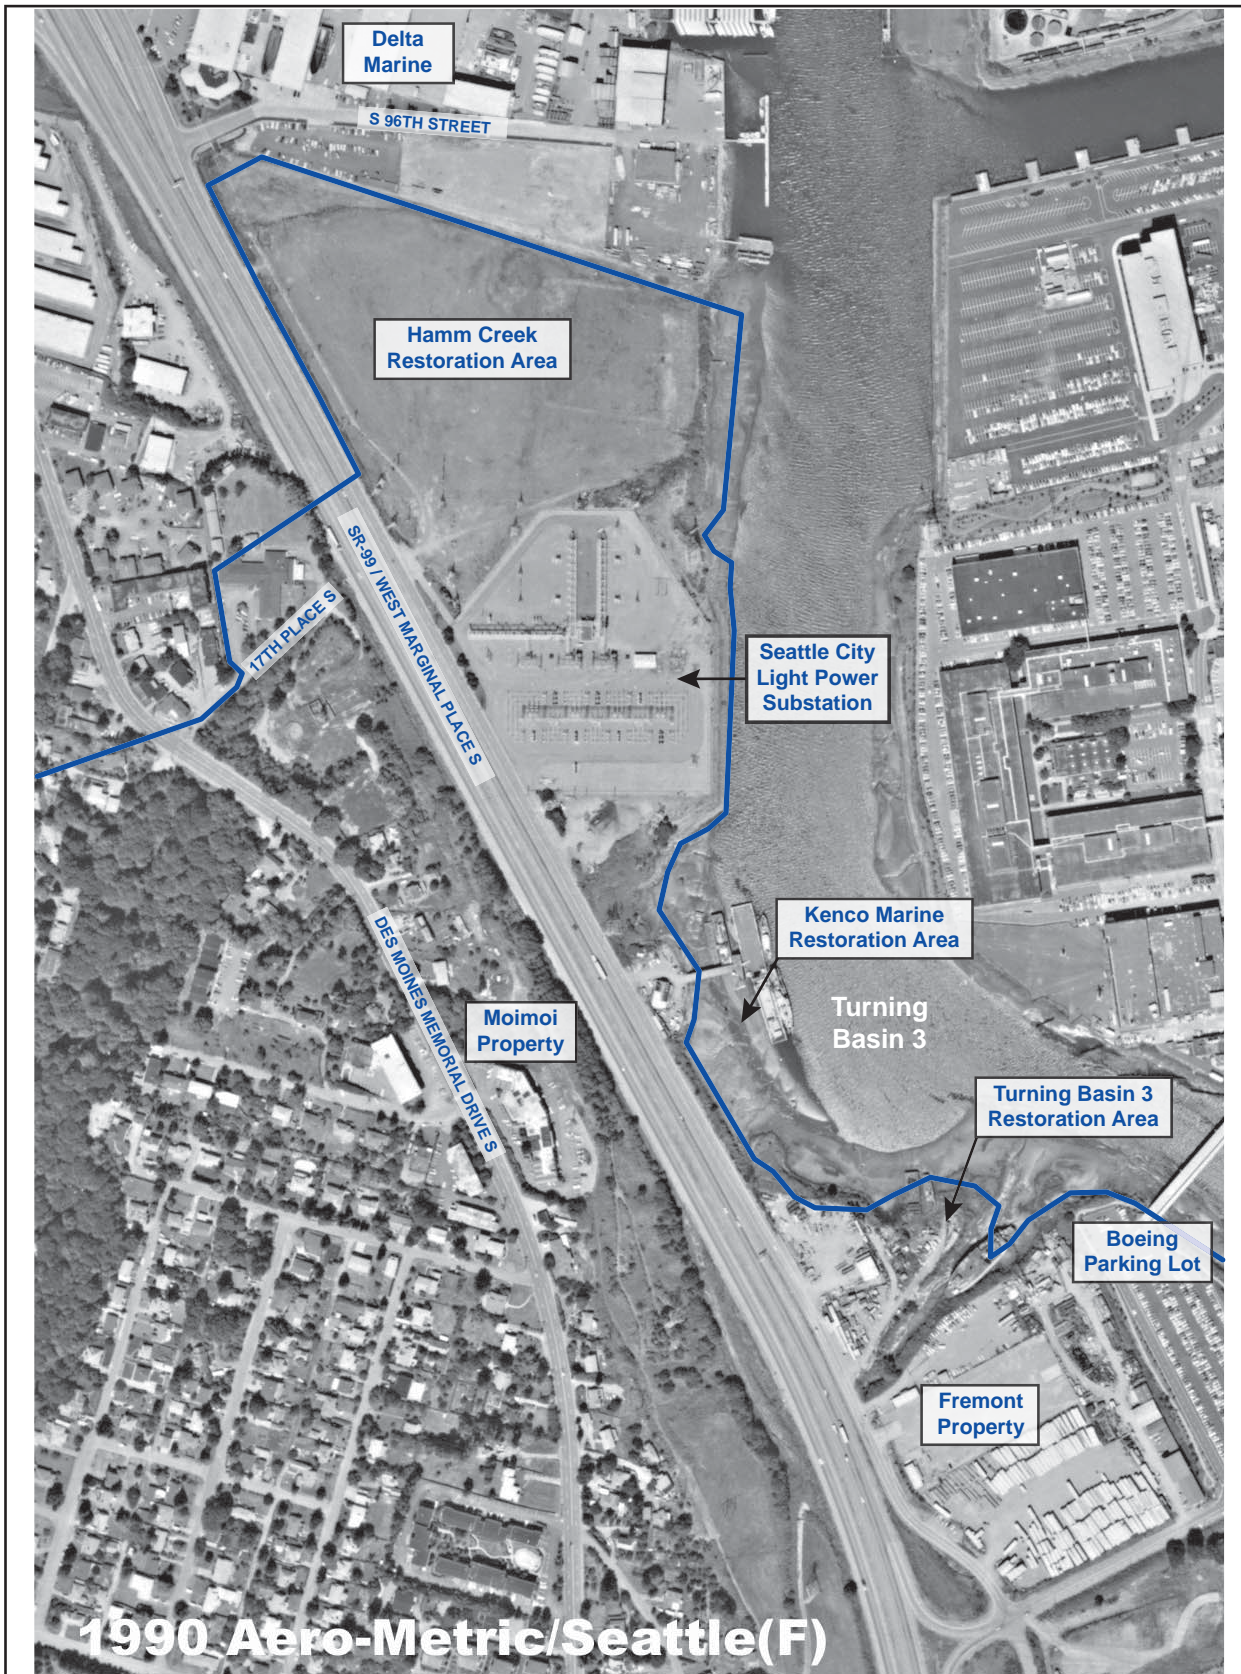 Delta
Marine
S 96TH STREET
Hamm Creek
Restoration Area
SR-99 / WEST MARGINAL PLACE S
17TH PLACE S
Seattle City
Light Power
Substation
Kenco Marine
Restoration Area
DES MOINES MEMORIAL DRIVE S
Turning
Basin 3
Moimoi
Property
Turning Basin 3
Restoration Area
Boeing
Parking Lot
Fremont
Property
1990 Aero-Metric/Seattle(F)